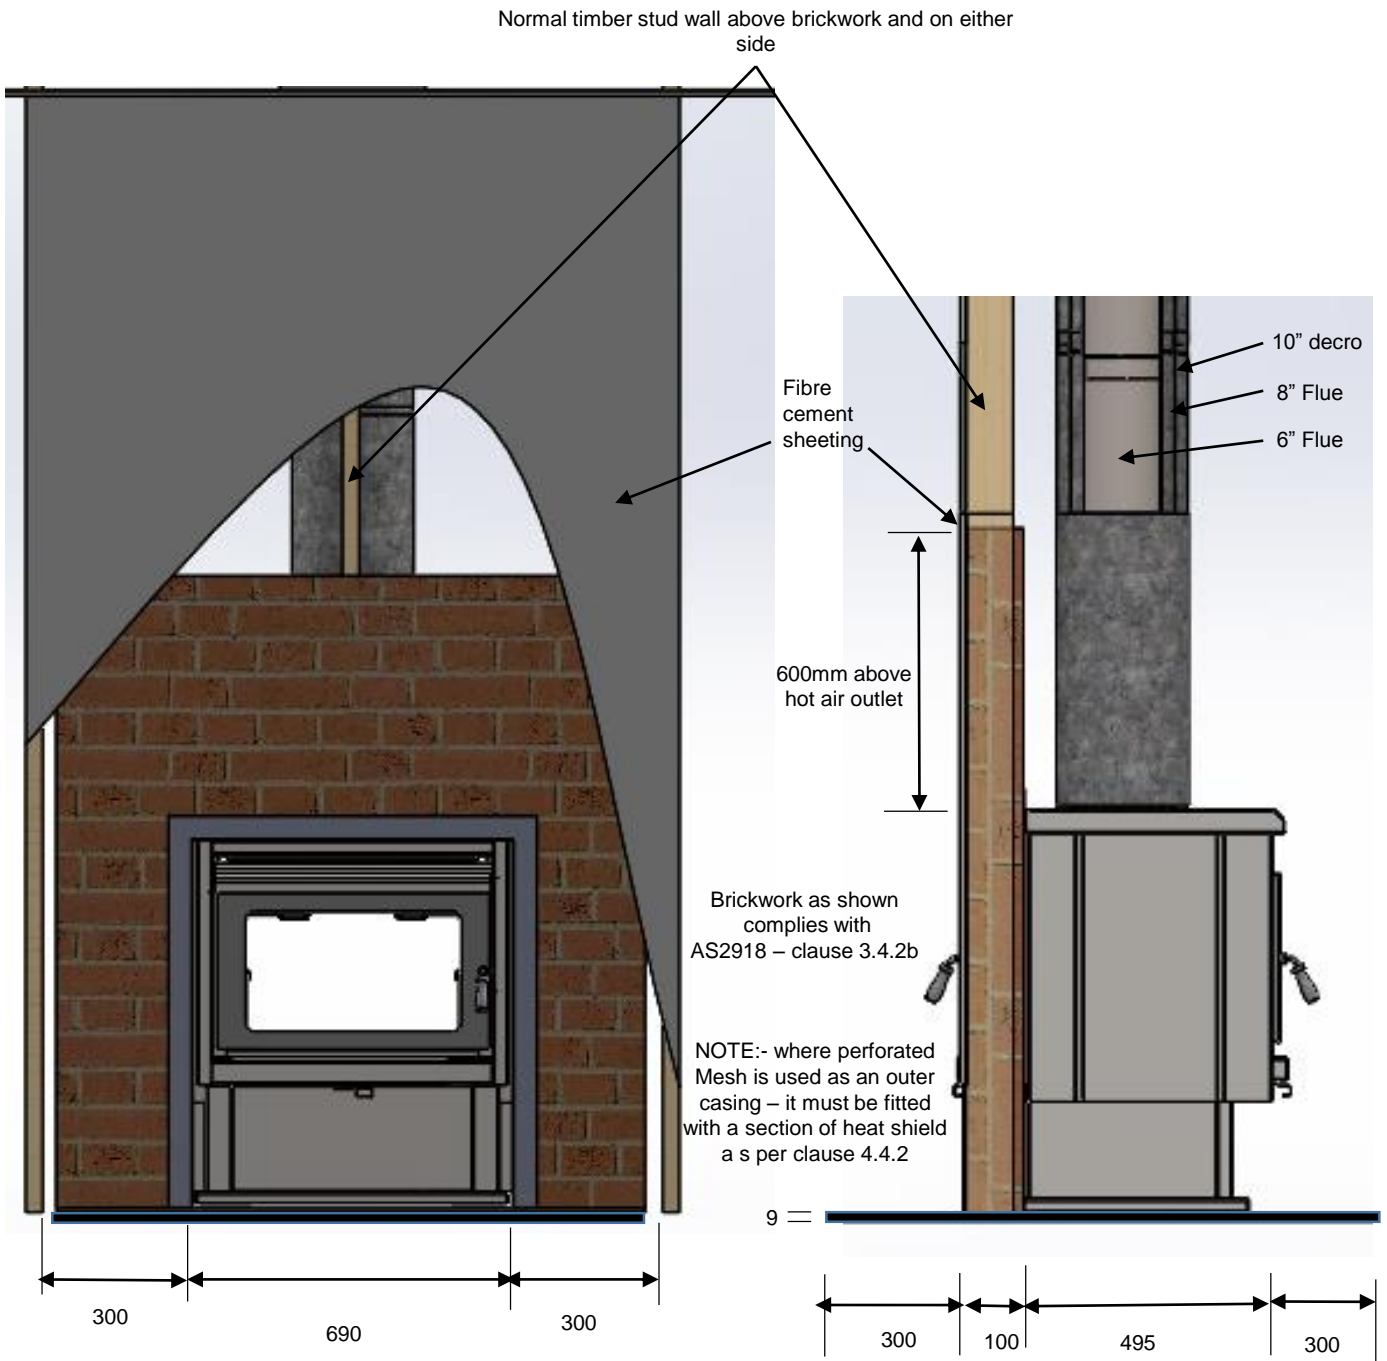 Normal timber stud wall above brickwork and on either
side
10” decro
8” Flue
6” Flue
Fibre
cement
sheeting
600mm above
hot air outlet
Brickwork as shown
complies with
AS2918 – clause 3.4.2b
NOTE:- where perforated
Mesh is used as an outer
casing – it must be fitted
with a section of heat shield
a s per clause 4.4.2
9
300
690
300
300
100
495
300